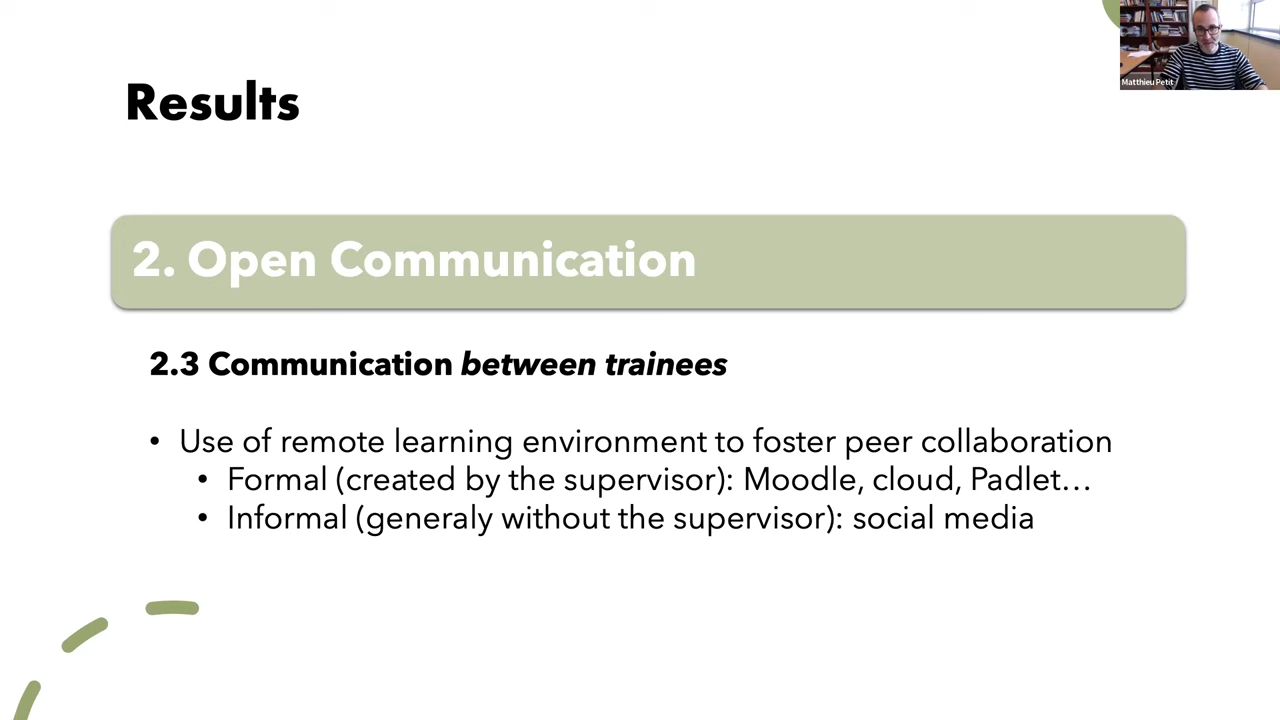 Matthieu Petit
Results
2. Open Communication
2.3 Communication between trainees
• Use of remote learning environment to foster peer collaboration
• Formal (created by the supervisor): Moodle, cloud, Padlet…
• Informal (generaly without the supervisor): social media